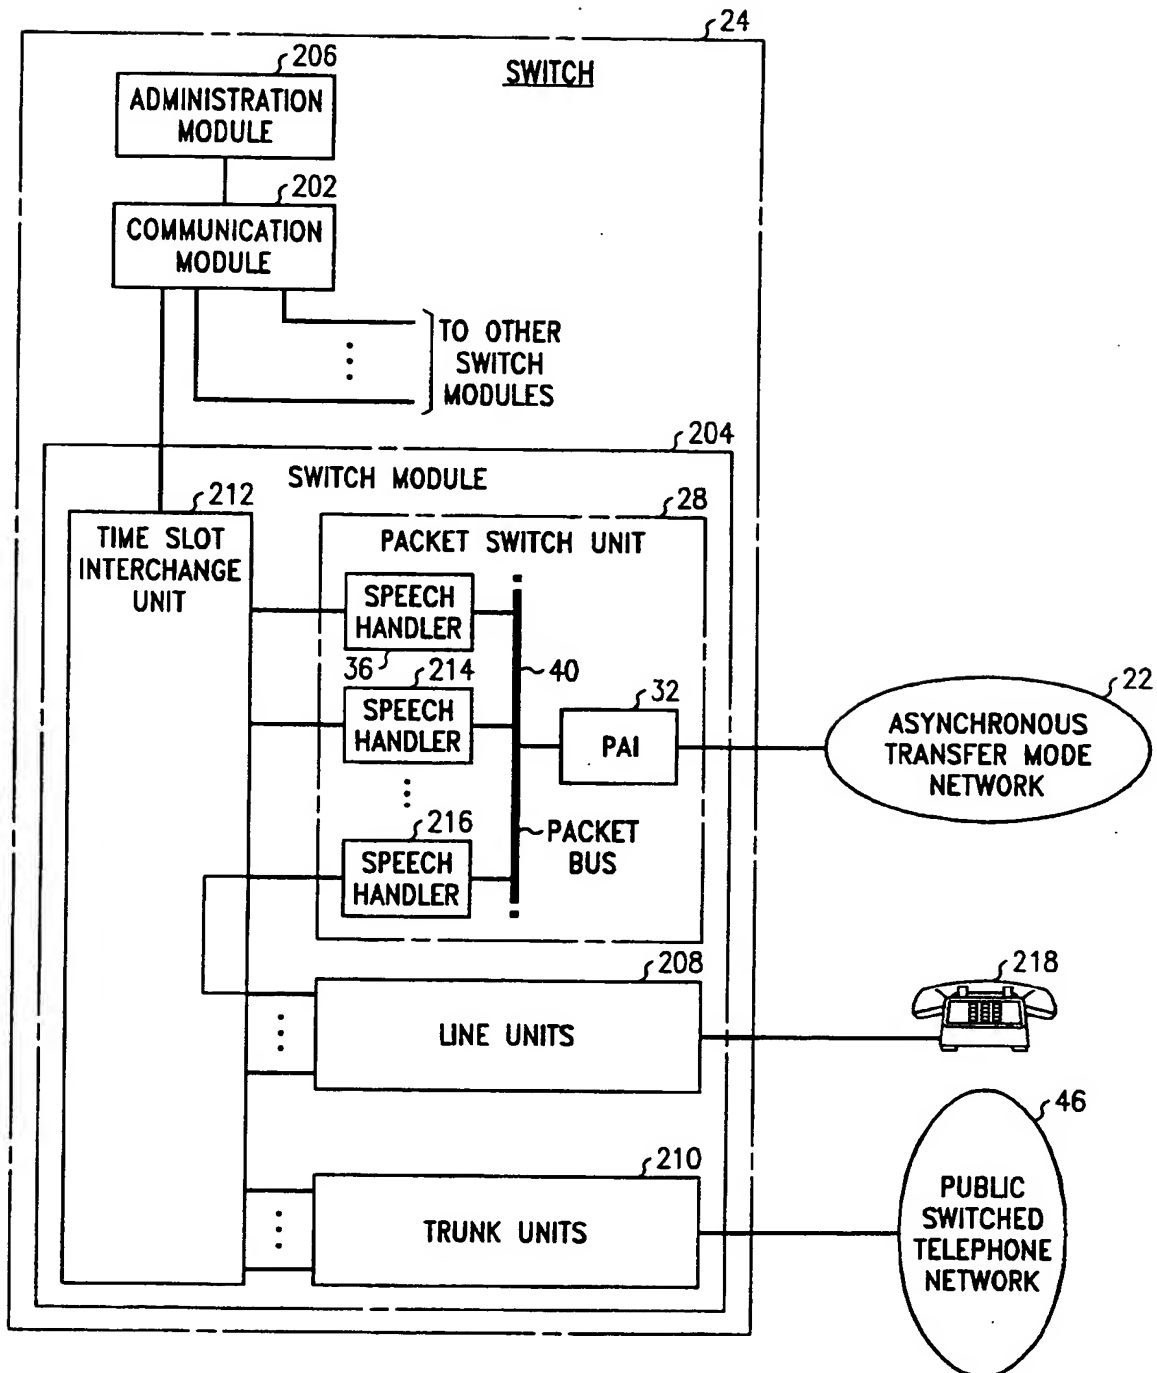 24
SWITCH
206
ADMINISTRATION
MODULE
202
COMMUNICATION
MODULE
TO OTHER
SWITCH
MODULES
204
SWITCH MODULE
212
TIME SLOT
INTERCHANGE
UNIT
28
PACKET SWITCH UNIT
SPEECH
HANDLER
36
214
SPEECH
HANDLER
40
32
PAI
216
SPEECH
HANDLER
PACKET
BUS
22
ASYNCHRONOUS
TRANSFER MODE
NETWORK
208
LINE UNITS
218
210
TRUNK UNITS
46
PUBLIC
SWITCHED
TELEPHONE
NETWORK